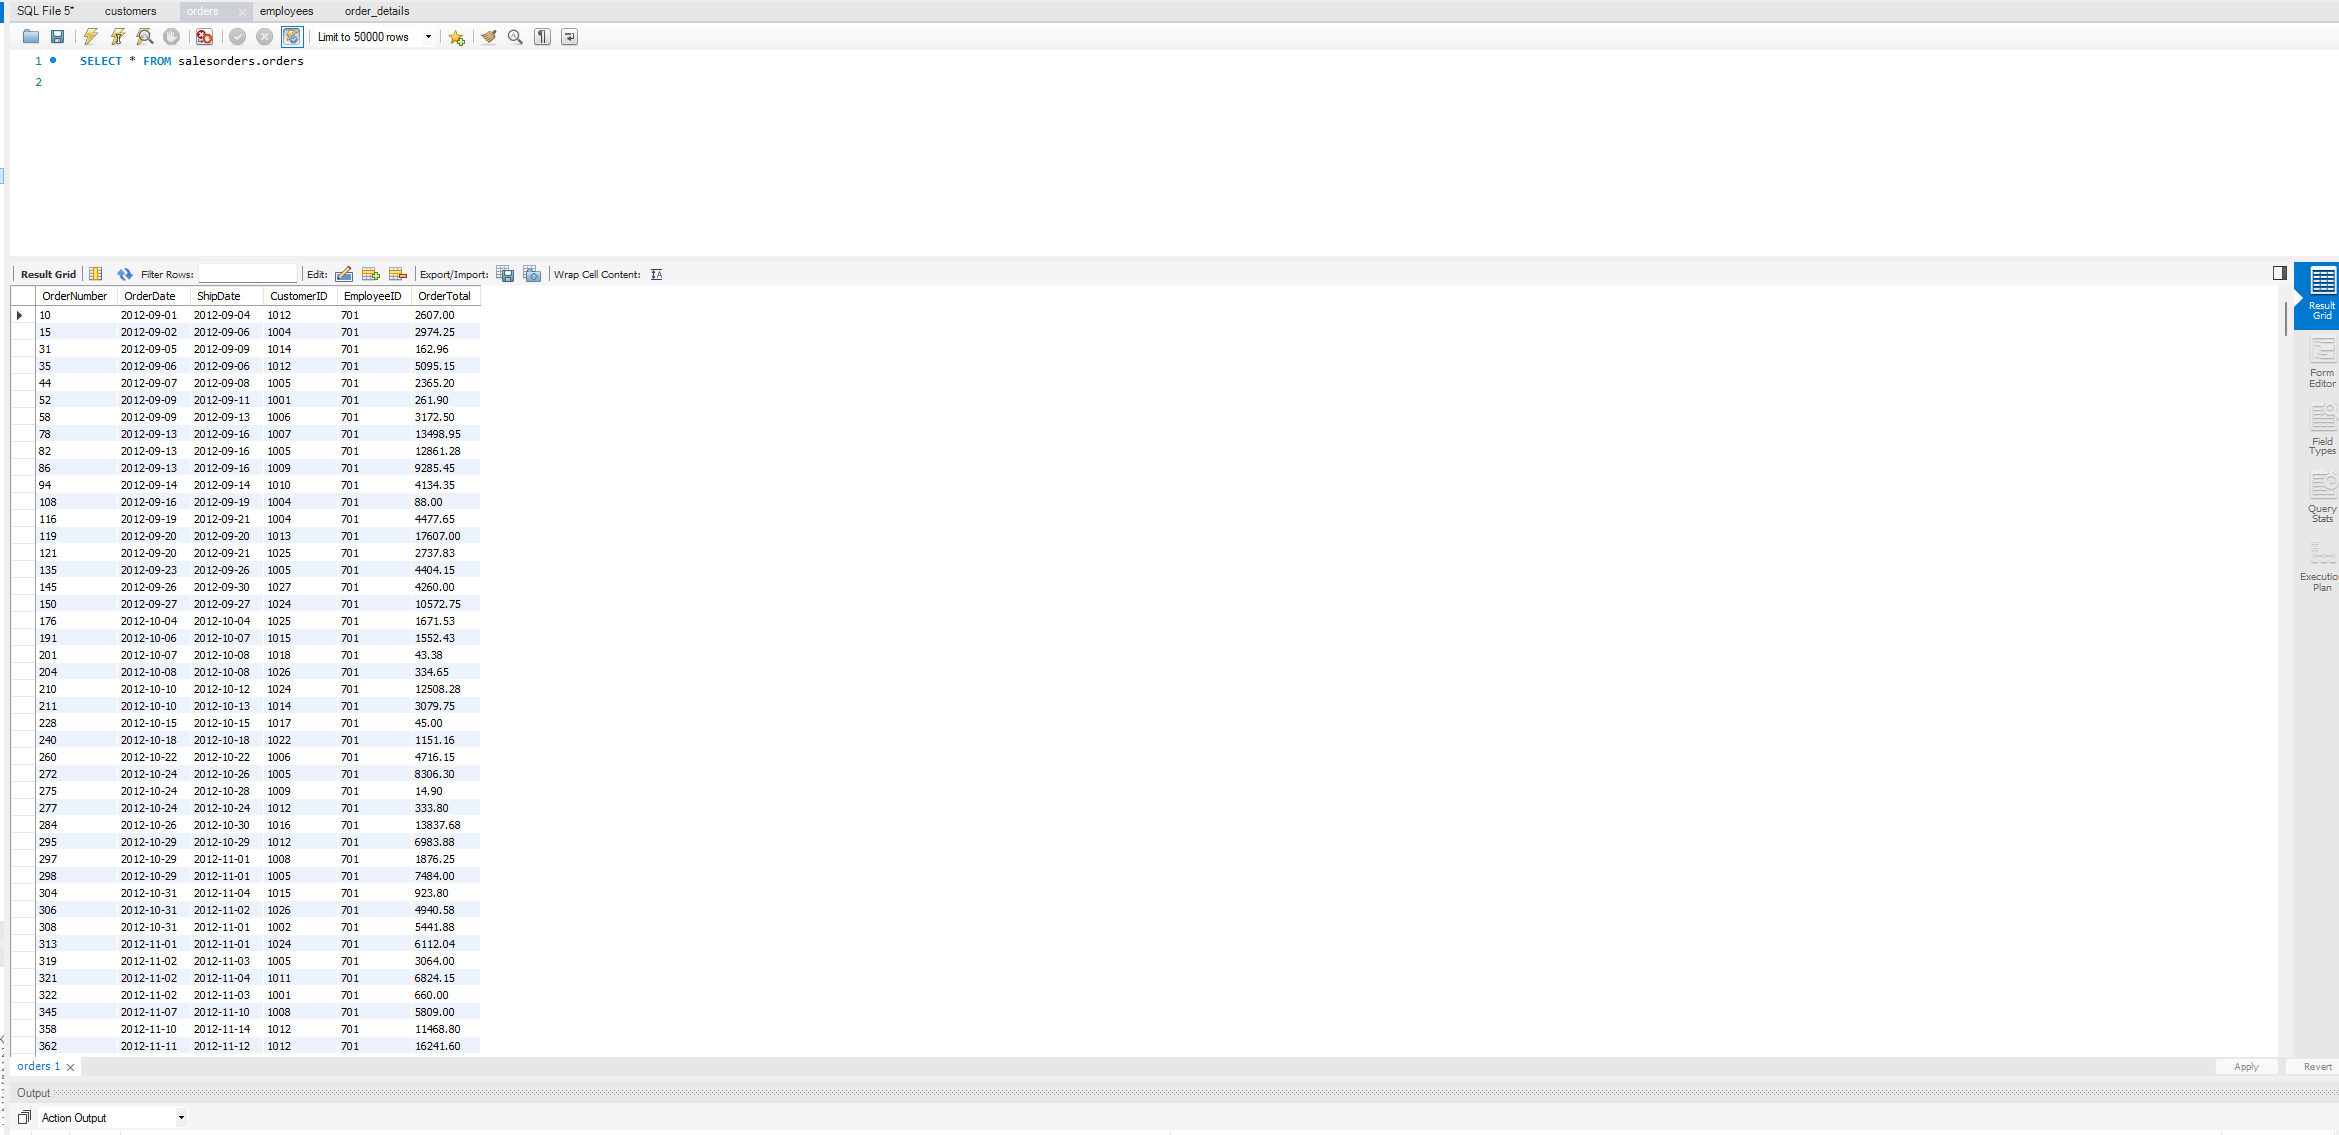 SQL File 5* customers orders employees order_details
Limit to 50000 rows
1 SELECT * FROM salesorders.orders
2
Result Grid Filter Rows: Edit: Export/Import: Wrap Cell Content:
OrderNumber OrderDate ShipDate CustomerID EmployeeID OrderTotal
10 2012-09-01 2012-09-04 1012 701 2607.00
15 2012-09-02 2012-09-06 1004 701 2974.25
31 2012-09-05 2012-09-09 1014 701 162.96
35 2012-09-06 2012-09-06 1012 701 5095.15
44 2012-09-07 2012-09-08 1005 701 2365.20
52 2012-09-09 2012-09-11 1001 701 261.90
58 2012-09-09 2012-09-13 1006 701 3172.50
78 2012-09-13 2012-09-16 1007 701 13498.95
82 2012-09-13 2012-09-16 1005 701 12861.28
86 2012-09-13 2012-09-16 1009 701 9285.45
94 2012-09-14 2012-09-14 1010 701 4134.35
108 2012-09-16 2012-09-19 1004 701 88.00
116 2012-09-19 2012-09-21 1004 701 4477.65
119 2012-09-20 2012-09-20 1013 701 17607.00
121 2012-09-20 2012-09-21 1025 701 2737.83
135 2012-09-23 2012-09-26 1005 701 4404.15
145 2012-09-26 2012-09-30 1027 701 4260.00
150 2012-09-27 2012-09-27 1024 701 10572.75
176 2012-10-04 2012-10-04 1025 701 1671.53
191 2012-10-06 2012-10-07 1015 701 1552.43
201 2012-10-07 2012-10-08 1018 701 43.38
204 2012-10-08 2012-10-08 1026 701 334.65
210 2012-10-10 2012-10-12 1024 701 12508.28
211 2012-10-10 2012-10-13 1014 701 3079.75
228 2012-10-15 2012-10-15 1017 701 45.00
240 2012-10-18 2012-10-18 1022 701 1151.16
260 2012-10-22 2012-10-22 1006 701 4716.15
272 2012-10-24 2012-10-26 1005 701 8306.30
275 2012-10-24 2012-10-28 1009 701 14.90
277 2012-10-24 2012-10-24 1012 701 333.80
284 2012-10-26 2012-10-30 1016 701 13837.68
295 2012-10-29 2012-10-29 1012 701 6983.88
297 2012-10-29 2012-11-01 1008 701 1876.25
298 2012-10-29 2012-11-01 1005 701 7484.00
304 2012-10-31 2012-11-04 1015 701 923.80
306 2012-10-31 2012-11-02 1026 701 4940.58
308 2012-10-31 2012-11-01 1002 701 5441.88
313 2012-11-01 2012-11-01 1024 701 6112.04
319 2012-11-02 2012-11-03 1005 701 3064.00
321 2012-11-02 2012-11-04 1011 701 6824.15
322 2012-11-02 2012-11-03 1001 701 660.00
345 2012-11-07 2012-11-10 1008 701 5809.00
358 2012-11-10 2012-11-14 1012 701 11468.80
362 2012-11-11 2012-11-12 1012 701 16241.60
Result
Grid
Form
Editor
Field
Types
Query
Stats
Executio
Plan
orders 1 Apply Revert
Output
Action Output